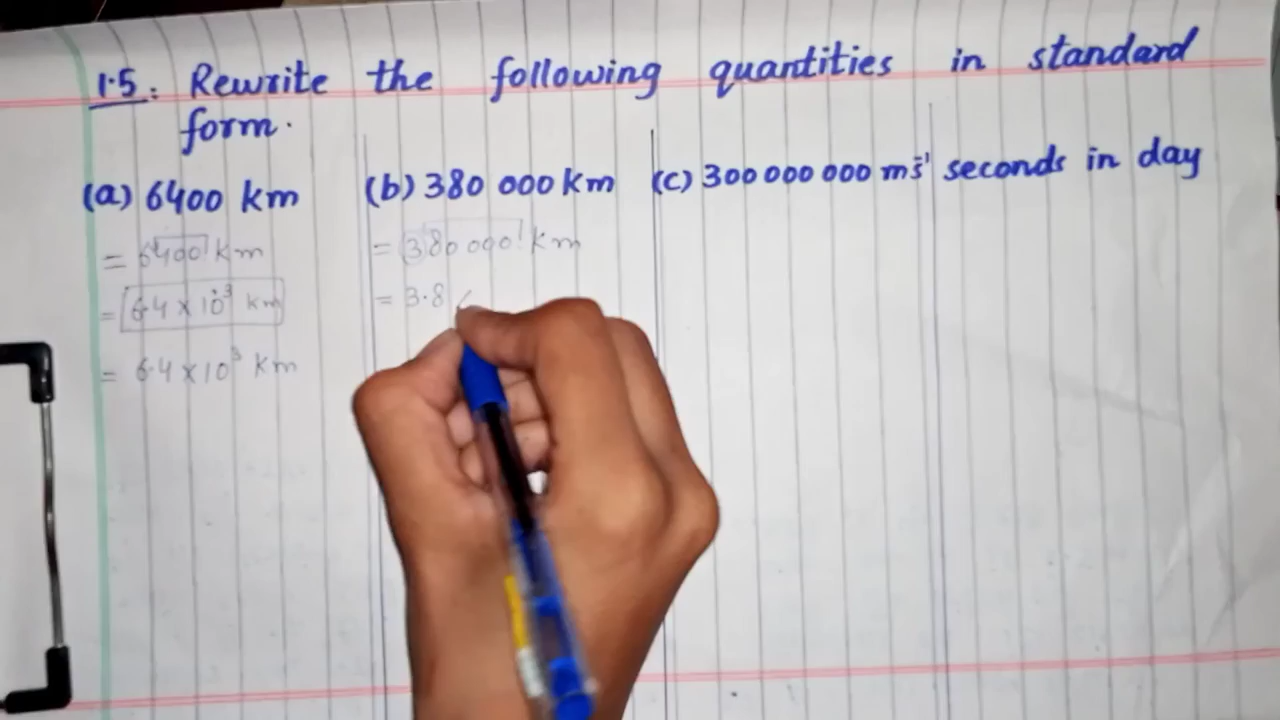 1.5: Rewrite the following quantities in standard
form.
(a) 6400 km
(b) 380 000 km
(c) 300 000 000 ms⁻¹ seconds in day
= 6400 km
= 6.4 × 10³ km
= 6.4 × 10³ km
= 380 000 km
= 3.8